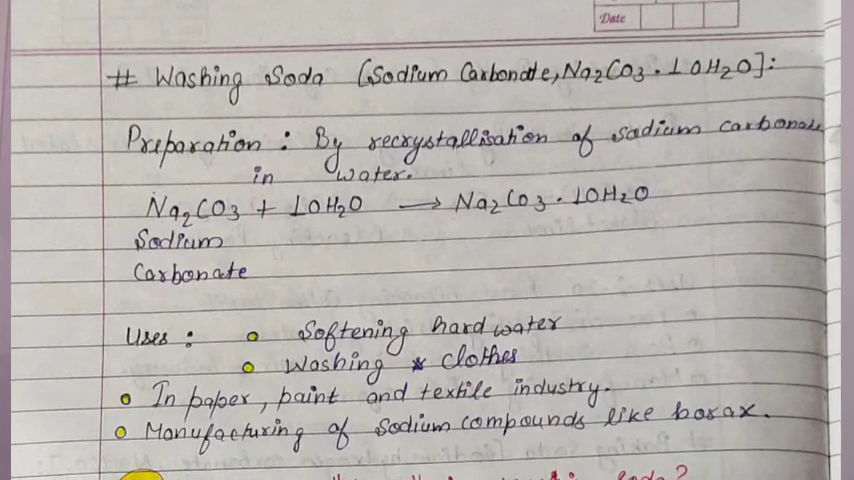 Date
# Washing Soda [Sodium Carbonate, Na2CO3.10H2O]:
Preparation : By recrystallisation of sodium carbonate
in water.
Na2CO3 + 10H2O → Na2CO3.10H2O
Sodium
Carbonate
Uses : • Softening hard water
• Washing clothes
• In paper, paint and textile industry.
• Manufacturing of sodium compounds like borax.
Soda?